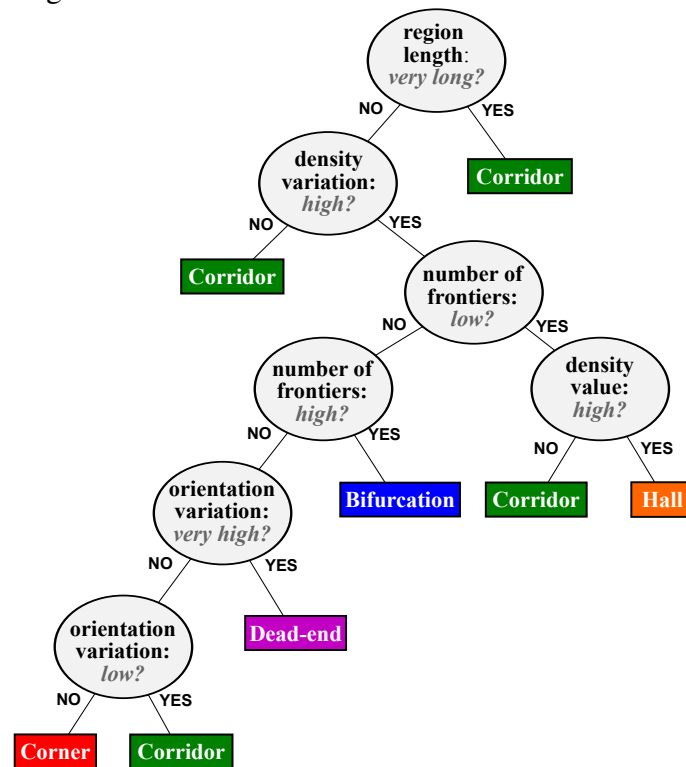 region
length:
very long?
NO
YES
density
variation:
high?
Corridor
NO
YES
Corridor
number of
frontiers:
low?
NO
YES
number of
frontiers:
high?
density
value:
high?
NO
YES
NO
YES
orientation
variation:
very high?
Bifurcation
Corridor
Hall
NO
YES
orientation
variation:
low?
Dead-end
NO
YES
Corner
Corridor